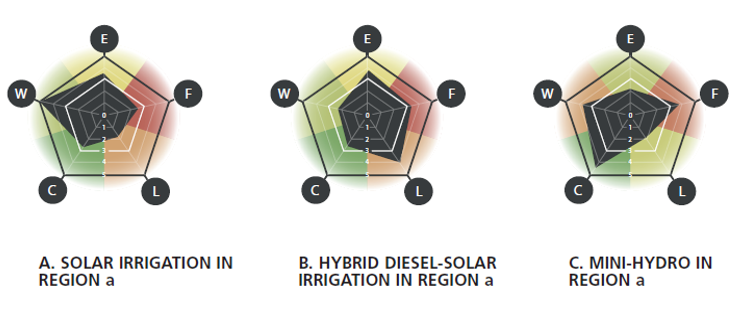 E
W
F
0
1
2
3
4
5
C
L
E
W
F
0
1
2
3
4
5
C
L
E
W
F
0
1
2
3
4
5
C
L
A. SOLAR IRRIGATION IN
REGION a
B. HYBRID DIESEL-SOLAR
IRRIGATION IN REGION a
C. MINI-HYDRO IN
REGION a